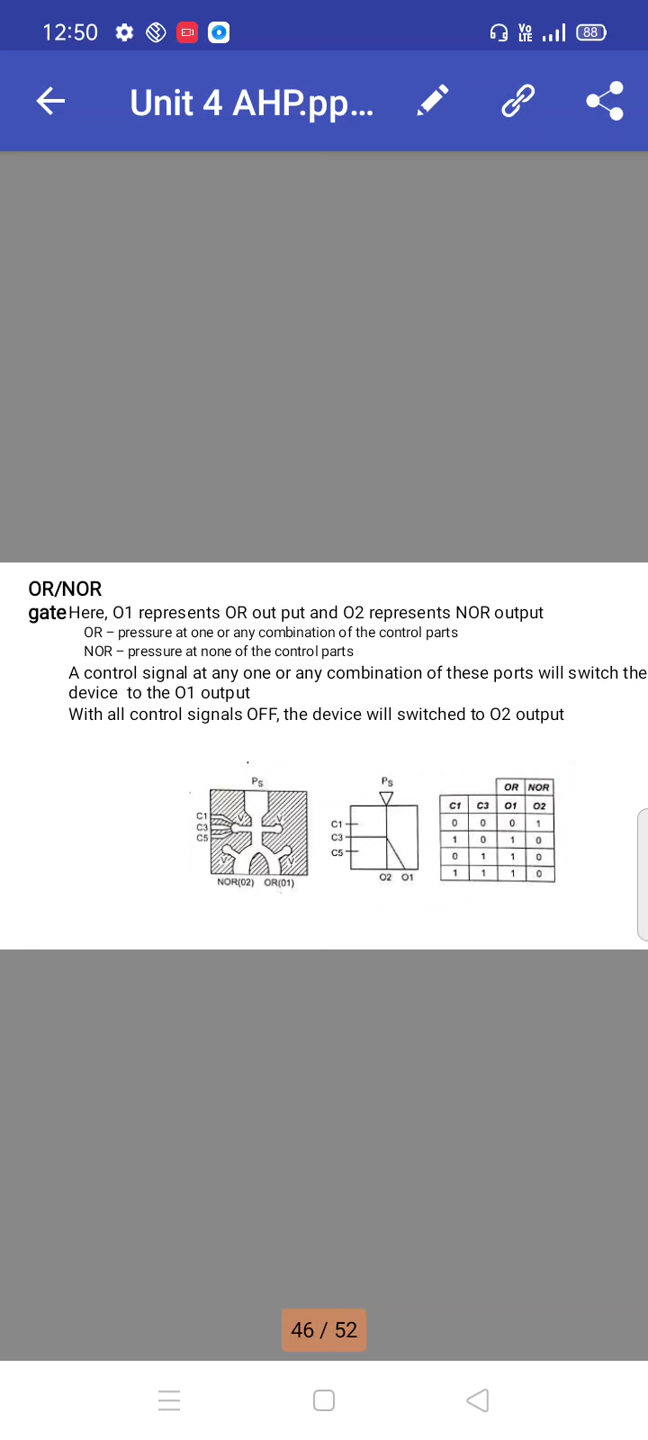 12:50
Vo
LTE
88
Unit 4 AHP.pp...
OR/NOR
gate
Here, O1 represents OR out put and O2 represents NOR output
OR – pressure at one or any combination of the control parts
NOR – pressure at none of the control parts
A control signal at any one or any combination of these ports will switch the
device to the O1 output
With all control signals OFF, the device will switched to O2 output
Ps
C1
C3
C5
V
V
V
V
NOR(02) OR(01)
Ps
C1
C3
C5
O2 O1
OR NOR
C1 C3 O1 O2
0 0 0 1
1 0 1 0
0 1 1 0
1 1 1 0
46 / 52